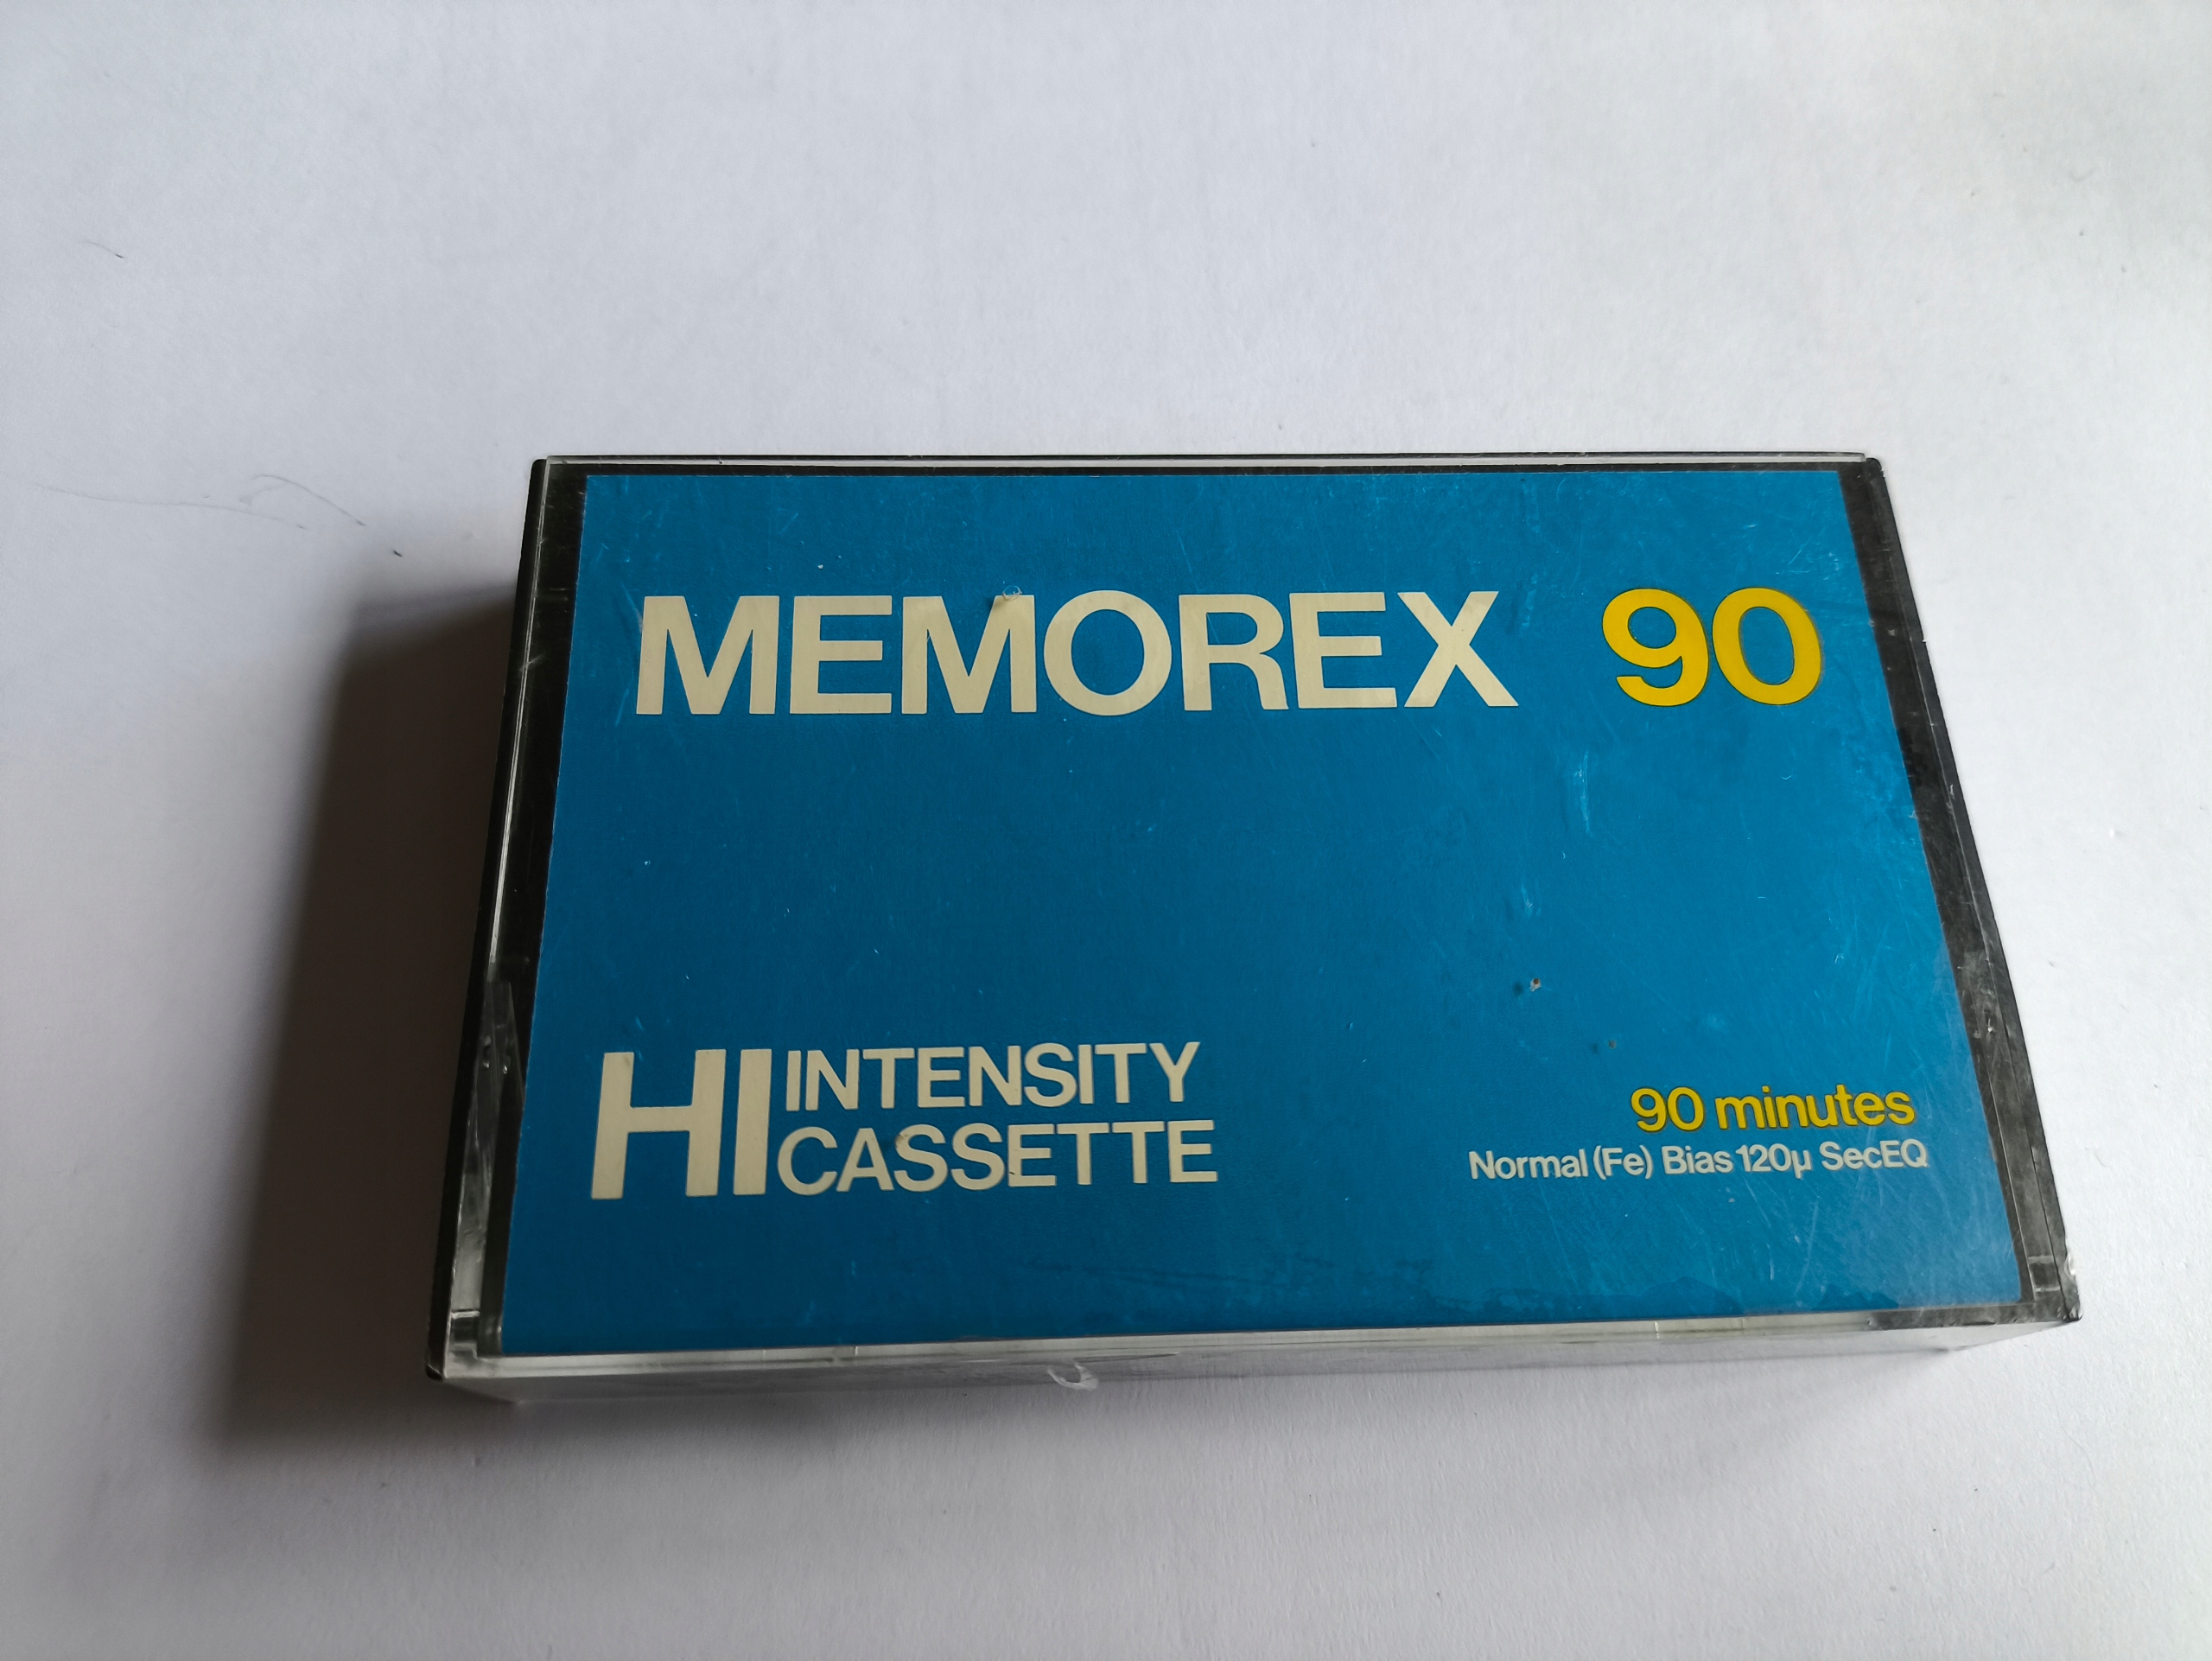 MEMOREX 90
HI INTENSITY
CASSETTE
90 minutes
Normal (Fe) Bias 120µ SecEQ